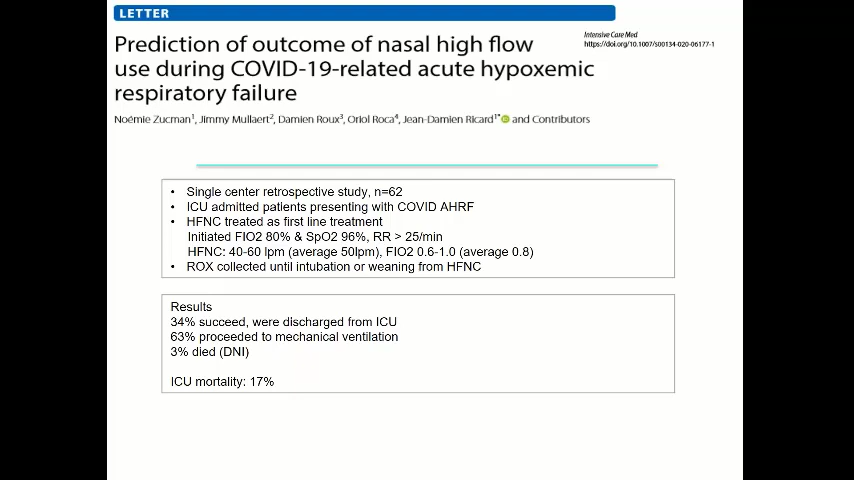 LETTER
Intensive Care Med
https://doi.org/10.1007/s00134-020-06177-1
Prediction of outcome of nasal high flow
use during COVID-19-related acute hypoxemic
respiratory failure
Noémie Zucman1, Jimmy Mullaert2, Damien Roux3, Oriol Roca4, Jean-Damien Ricard1* and Contributors
• Single center retrospective study, n=62
• ICU admitted patients presenting with COVID AHRF
• HFNC treated as first line treatment
Initiated FIO2 80% & SpO2 96%, RR > 25/min
HFNC: 40-60 lpm (average 50lpm), FIO2 0.6-1.0 (average 0.8)
• ROX collected until intubation or weaning from HFNC
Results
34% succeed, were discharged from ICU
63% proceeded to mechanical ventilation
3% died (DNI)
ICU mortality: 17%